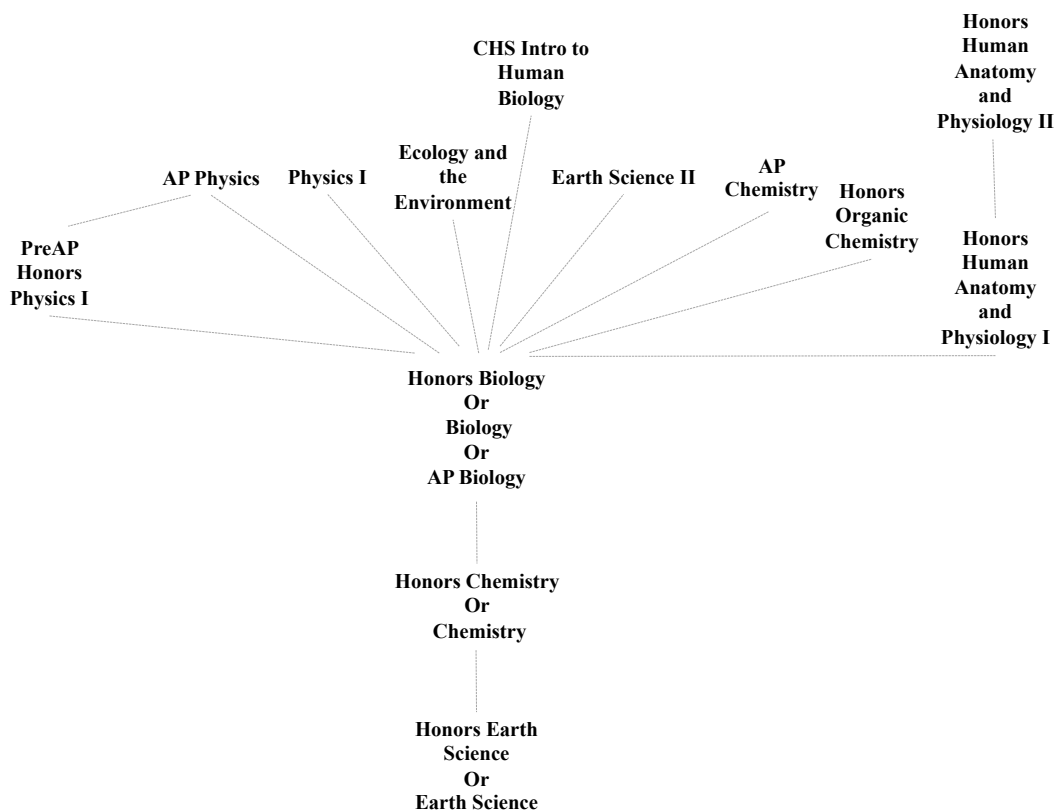 Honors
Human
Anatomy
and
Physiology II
CHS Intro to
Human
Biology
Ecology and
the
Environment
AP Physics
Physics I
Earth Science II
AP
Chemistry
Honors
Organic
Chemistry
PreAP
Honors
Physics I
Honors
Human
Anatomy
and
Physiology I
Honors Biology
Or
Biology
Or
AP Biology
Honors Chemistry
Or
Chemistry
Honors Earth
Science
Or
Earth Science